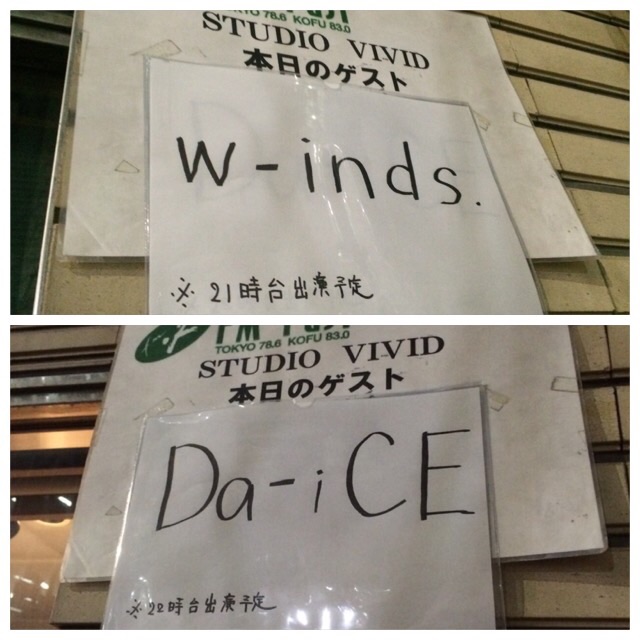 TOKYO 78.6 KOFU 83.0
STUDIO VIVID
本日のゲスト
w-inds.
※21時台出演予定
FM FUJI
TOKYO 78.6 KOFU 83.0
STUDIO VIVID
本日のゲスト
Da-iCE
※22時台出演予定